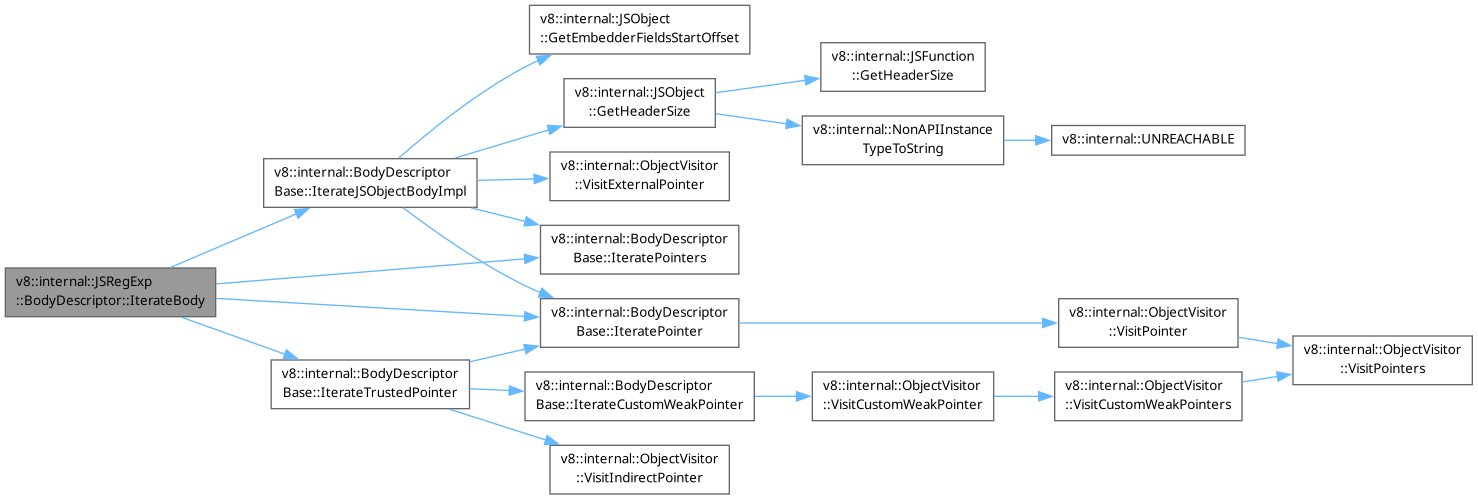 v8::internal::JSRegExp
::BodyDescriptor::IterateBody
v8::internal::BodyDescriptor
Base::IterateJSObjectBodyImpl
v8::internal::JSObject
::GetEmbedderFieldsStartOffset
v8::internal::JSObject
::GetHeaderSize
v8::internal::JSFunction
::GetHeaderSize
v8::internal::NonAPIInstance
TypeToString
v8::internal::UNREACHABLE
v8::internal::ObjectVisitor
::VisitExternalPointer
v8::internal::BodyDescriptor
Base::IteratePointers
v8::internal::BodyDescriptor
Base::IteratePointer
v8::internal::ObjectVisitor
::VisitPointer
v8::internal::ObjectVisitor
::VisitPointers
v8::internal::BodyDescriptor
Base::IterateTrustedPointer
v8::internal::BodyDescriptor
Base::IterateCustomWeakPointer
v8::internal::ObjectVisitor
::VisitCustomWeakPointer
v8::internal::ObjectVisitor
::VisitCustomWeakPointers
v8::internal::ObjectVisitor
::VisitIndirectPointer